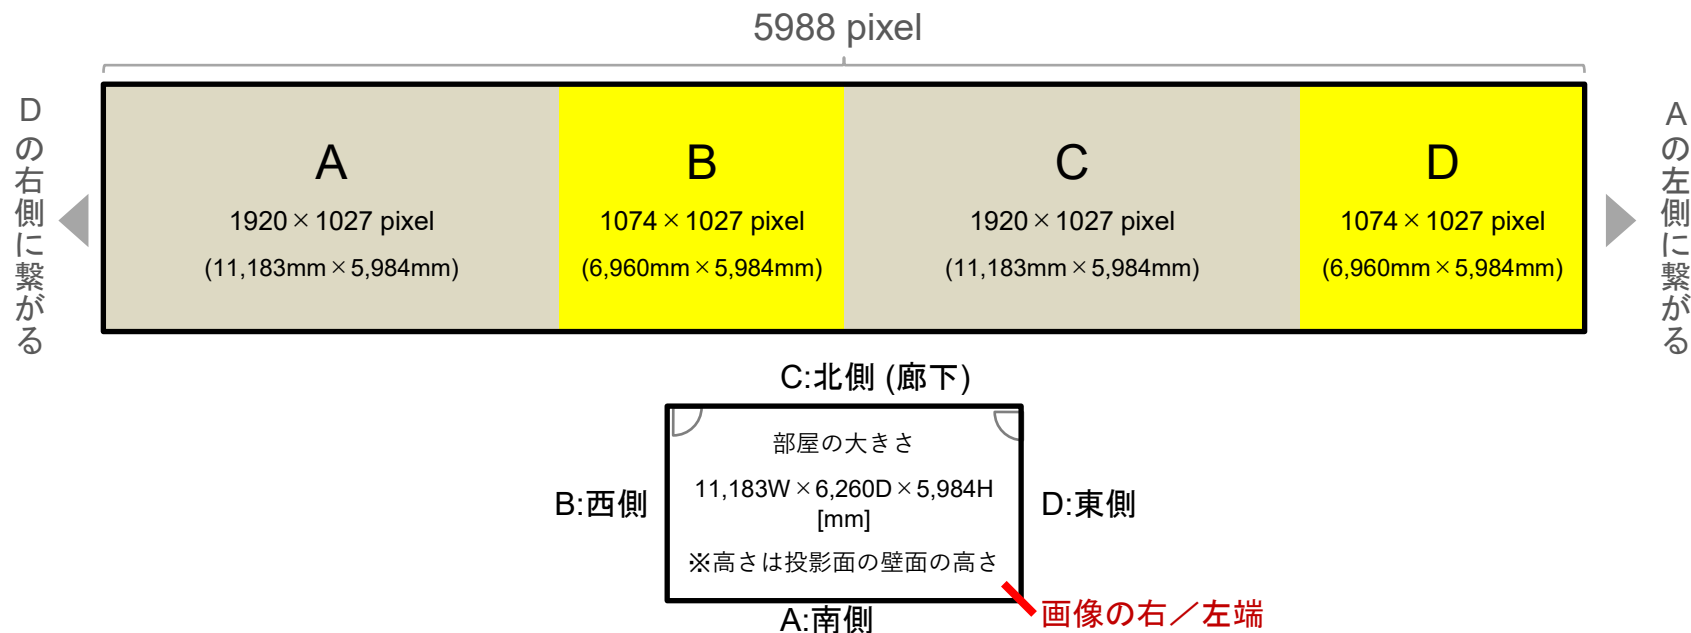 5988 pixel
Dの右側に繋がる
A
1920×1027 pixel
(11,183mm×5,984mm)
B
1074×1027 pixel
(6,960mm×5,984mm)
C
1920×1027 pixel
(11,183mm×5,984mm)
D
1074×1027 pixel
(6,960mm×5,984mm)
Aの左側に繋がる
C:北側 (廊下)
B:西側
部屋の大きさ
11,183W×6,260D×5,984H
[mm]
※高さは投影面の壁面の高さ
D:東側
A:南側
画像の右／左端